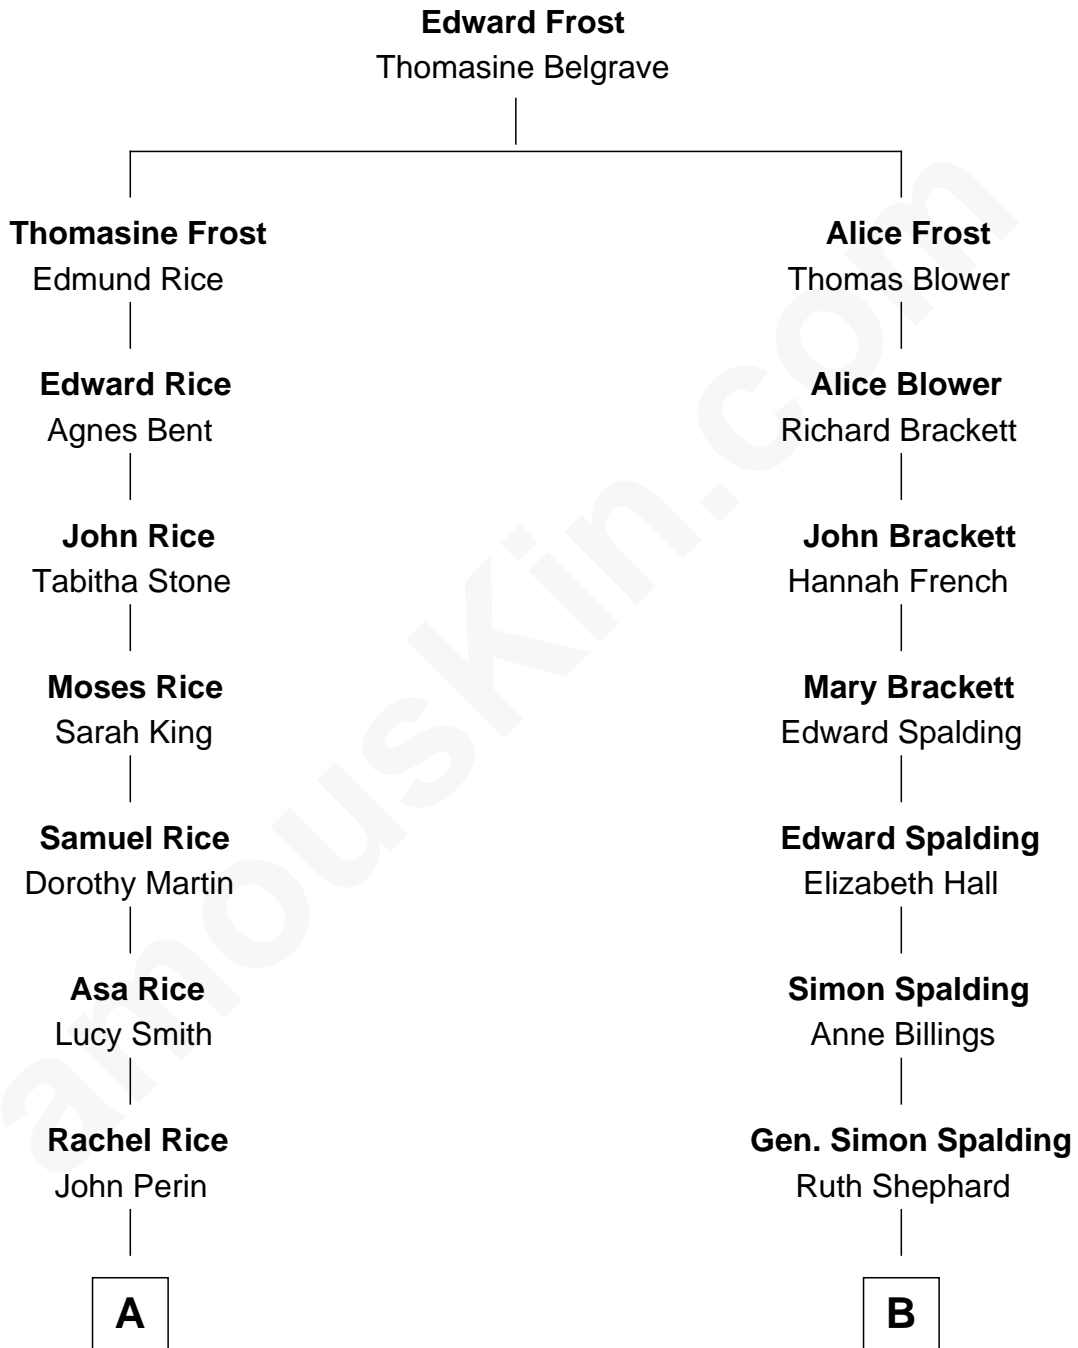 Edward Frost
Thomasine Belgrave
Thomasine Frost
Edmund Rice
Edward Rice
Agnes Bent
John Rice
Tabitha Stone
Moses Rice
Sarah King
Samuel Rice
Dorothy Martin
Asa Rice
Lucy Smith
Rachel Rice
John Perin
A
Alice Frost
Thomas Blower
Alice Blower
Richard Brackett
John Brackett
Hannah French
Mary Brackett
Edward Spalding
Edward Spalding
Elizabeth Hall
Simon Spalding
Anne Billings
Gen. Simon Spalding
Ruth Shephard
B
amousKin.com